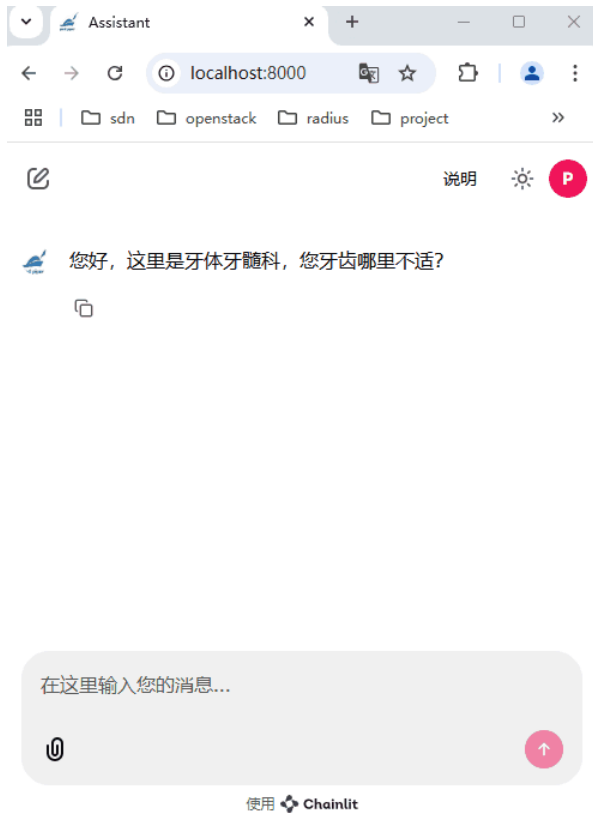 Assistant
localhost:8000
sdn
openstack
radius
project
说明
P
您好，这里是牙体牙髓科，您牙齿哪里不适？
在这里输入您的消息...
使用 Chainlit